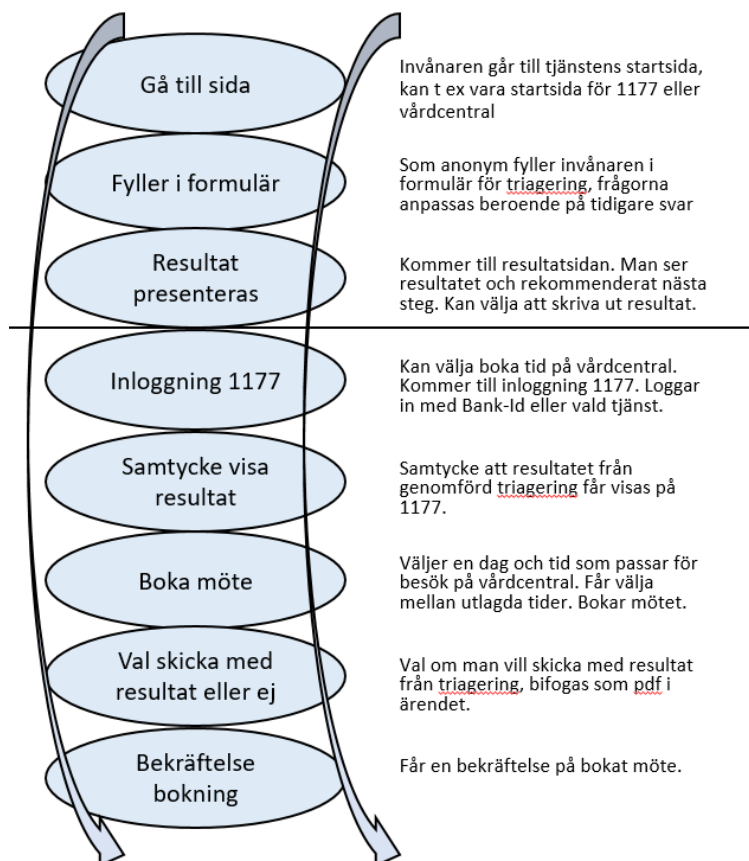 Gå till sida
Invånaren går till tjänstens startsida,
kan t ex vara startsida för 1177 eller
vårdcentral
Fyller i formulär
Som anonym fyller invånaren i
formulär för triagering, frågorna
anpassas beroende på tidigare svar
Resultat
presenteras
Kommer till resultatsidan. Man ser
resultatet och rekommenderat nästa
steg. Kan välja att skriva ut resultat.
Inloggning 1177
Kan välja boka tid på vårdcentral.
Kommer till inloggning 1177. Loggar
in med Bank-Id eller vald tjänst.
Samtycke visa
resultat
Samtycke att resultatet från
genomförd triagering får visas på
1177.
Boka möte
Väljer en dag och tid som passar för
besök på vårdcentral. Får välja
mellan utlagda tider. Bokar mötet.
Val skicka med
resultat eller ej
Val om man vill skicka med resultat
från triagering, bifogas som pdf i
ärendet.
Bekräftelse
bokning
Får en bekräftelse på bokat möte.